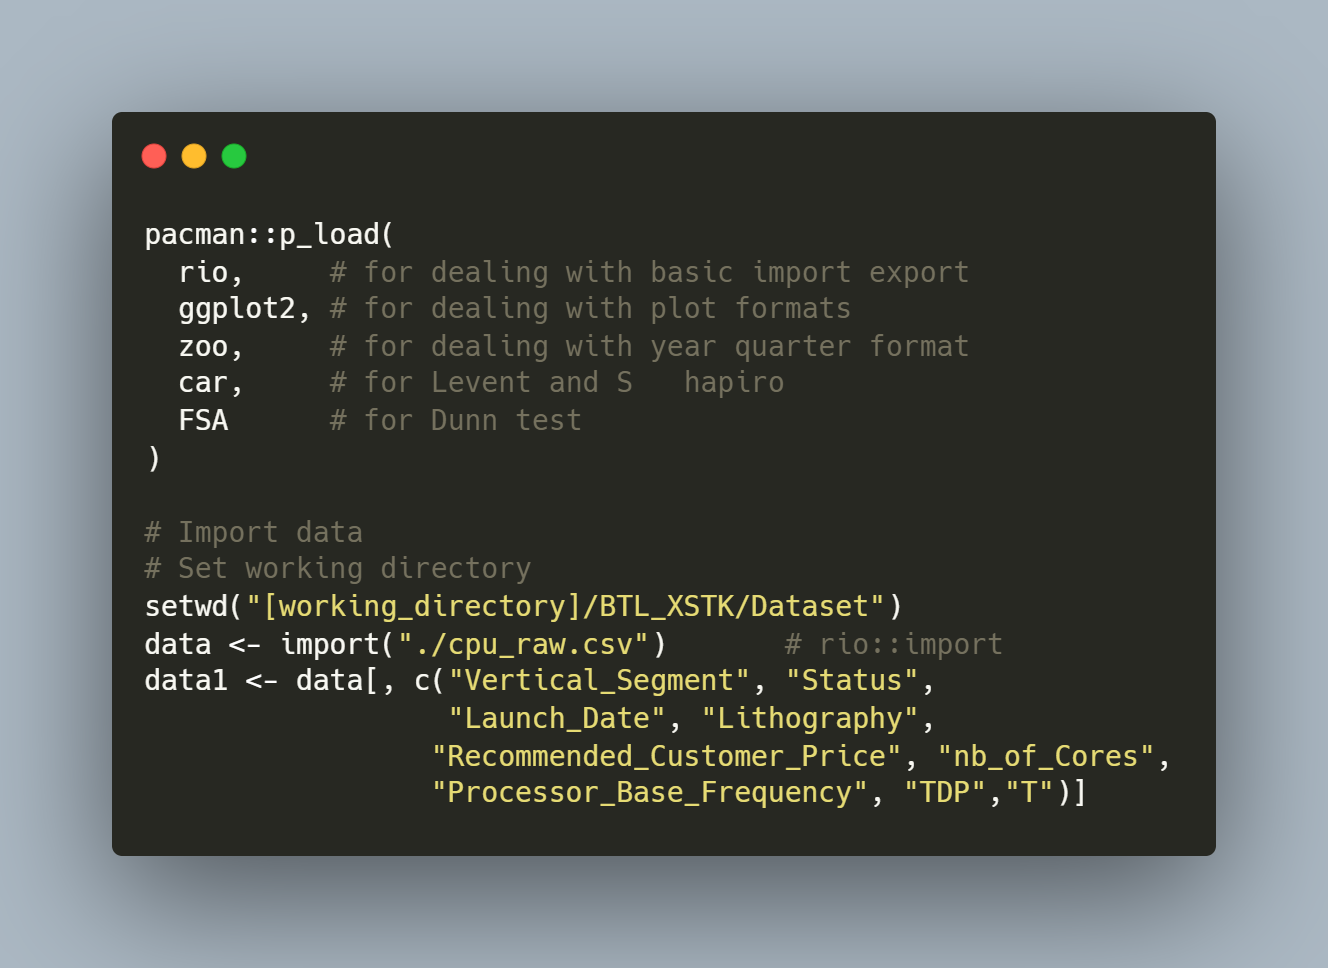 pacman::p_load(
  rio,     # for dealing with basic import export
  ggplot2, # for dealing with plot formats
  zoo,     # for dealing with year quarter format
  car,     # for Levent and S   hapiro
  FSA      # for Dunn test
)

# Import data
# Set working directory
setwd("[working_directory]/BTL_XSTK/Dataset")
data <- import("./cpu_raw.csv")       # rio::import
data1 <- data[, c("Vertical_Segment", "Status",
                  "Launch_Date", "Lithography",
                 "Recommended_Customer_Price", "nb_of_Cores",
                 "Processor_Base_Frequency", "TDP","T")]